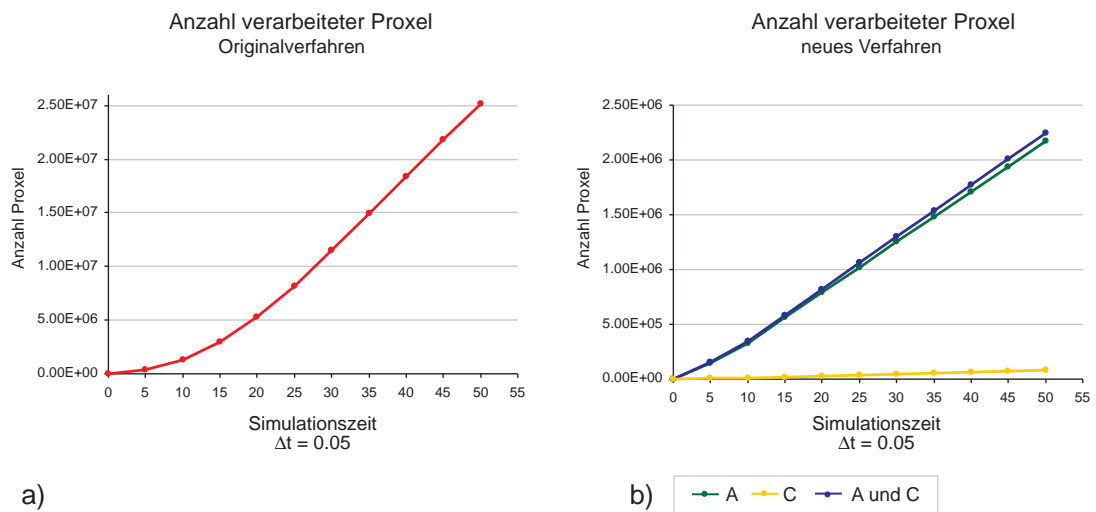 Anzahl verarbeiteter Proxel
Originalverfahren
2.50E+07
2.00E+07
1.50E+07
1.00E+07
5.00E+06
0.00E+00
Anzahl Proxel
0 5 10 15 20 25 30 35 40 45 50 55
Simulationszeit
Δt = 0.05
a)
Anzahl verarbeiteter Proxel
neues Verfahren
2.50E+06
2.00E+06
1.50E+06
1.00E+06
5.00E+05
0.00E+00
Anzahl Proxel
0 5 10 15 20 25 30 35 40 45 50 55
Simulationszeit
Δt = 0.05
b)
A C A und C